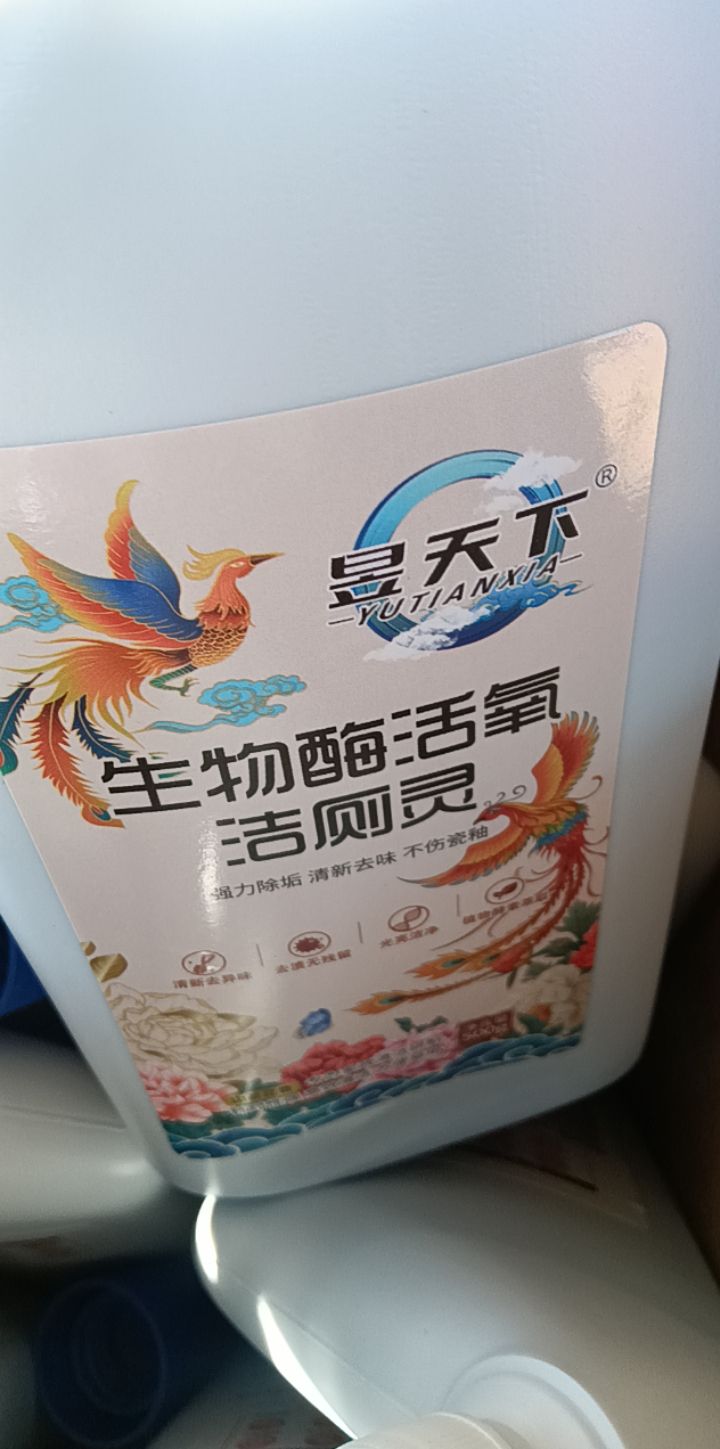 昱天下®
YUTIANXIA
生物酶活氧
洁厕灵
强力除垢 清新去味 不伤瓷釉
清新去异味
去渍无残留
光亮洁净